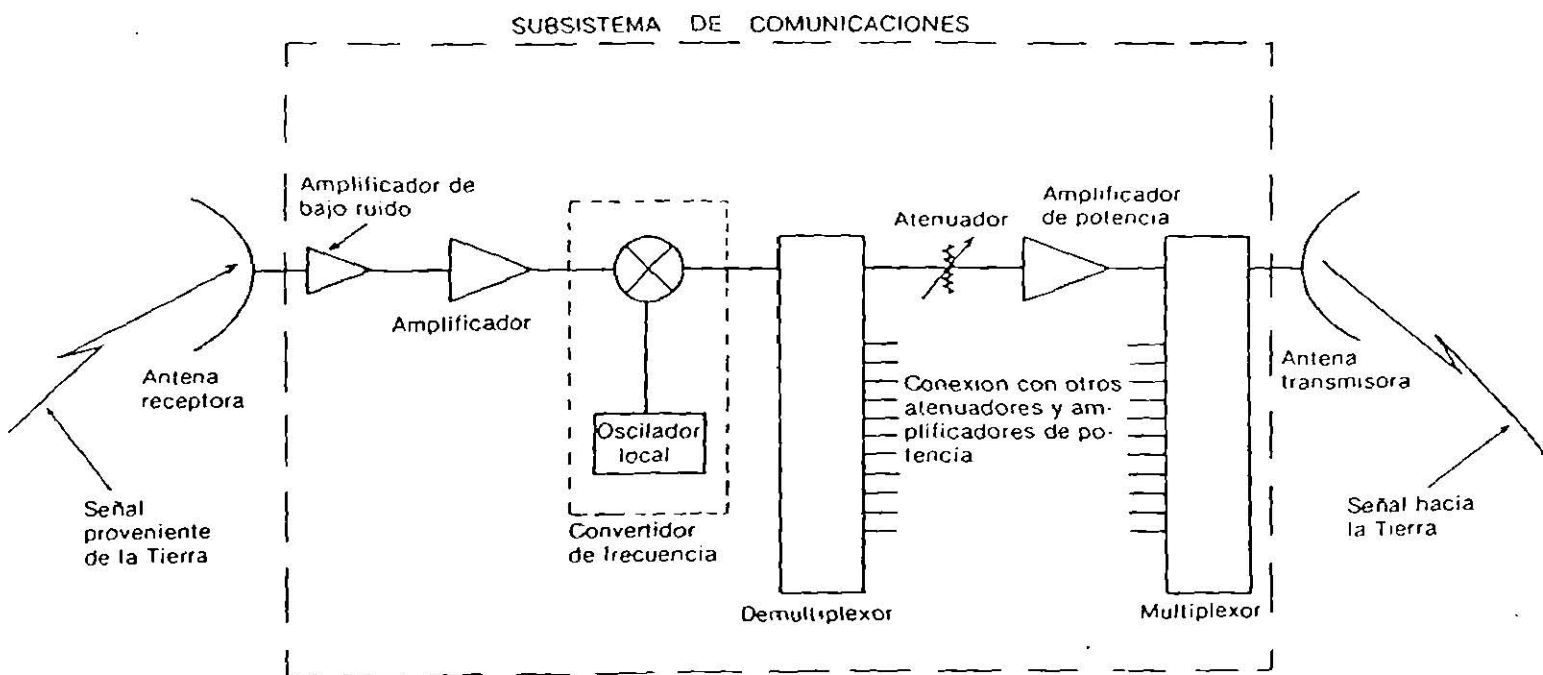 SUBSISTEMA DE COMUNICACIONES
Amplificador de
bajo ruido
Amplificador
Antena
receptora
Señal
proveniente
de la Tierra
Oscilador
local
Convertidor
de frecuencia
Demultiplexor
Atenuador
Amplificador
de potencia
Conexion con otros
atenuadores y am-
plificadores de po-
tencia
Multiplexor
Antena
transmisora
Señal hacia
la Tierra